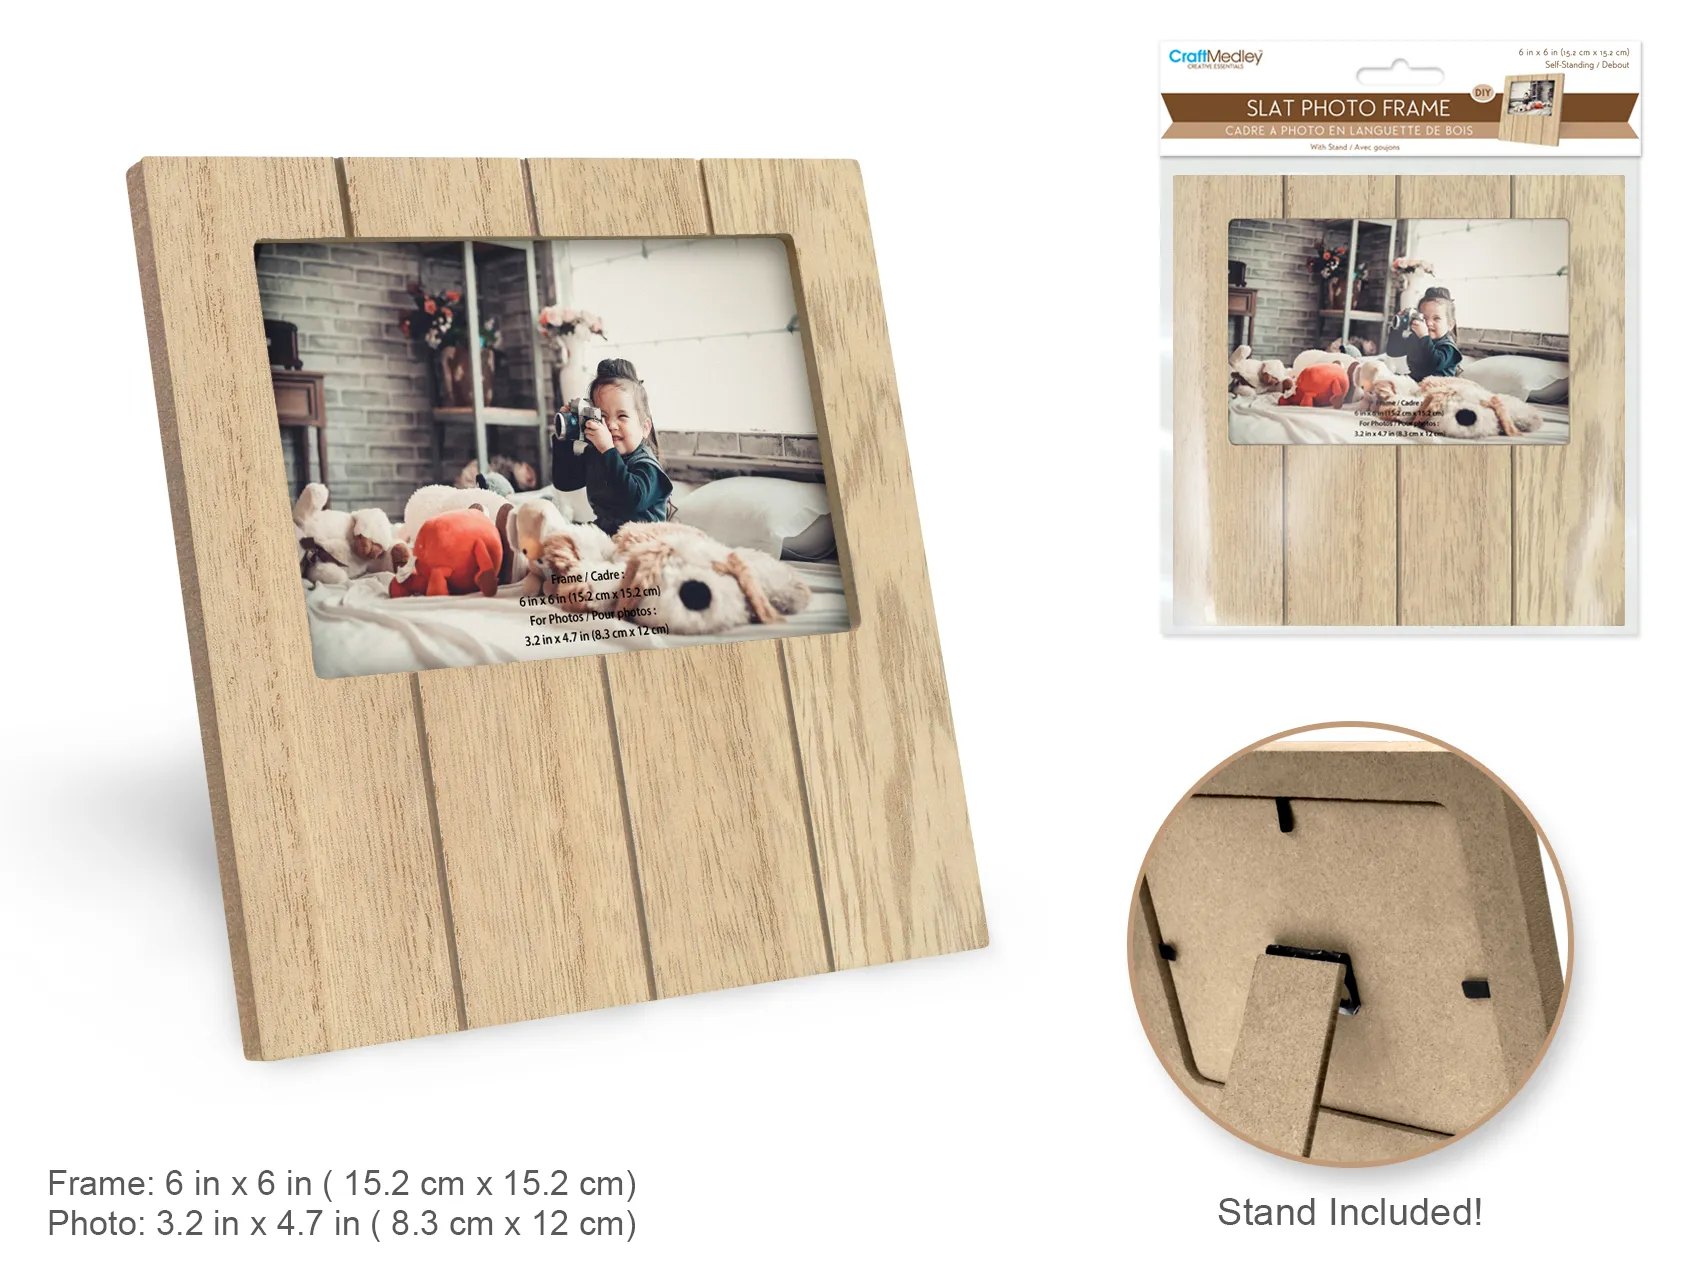 CraftMedley
CREATIVE ESSENTIALS
6 in x 6 in (15.2 cm x 15.2 cm)
Self-Standing / Debout
DIY
SLAT PHOTO FRAME
CADRE A PHOTO EN LANGUETTE DE BOIS
With Stand / Avec goujons
Frame / Cadre :
6 in x 6 in (15.2 cm x 15.2 cm)
For Photos / Pour photos :
3.2 in x 4.7 in (8.3 cm x 12 cm)
Frame / Cadre :
6 in x 6 in (15.2 cm x 15.2 cm)
For Photos / Pour photos :
3.2 in x 4.7 in (8.3 cm x 12 cm)
Frame: 6 in x 6 in ( 15.2 cm x 15.2 cm)
Photo: 3.2 in x 4.7 in ( 8.3 cm x 12 cm)
Stand Included!